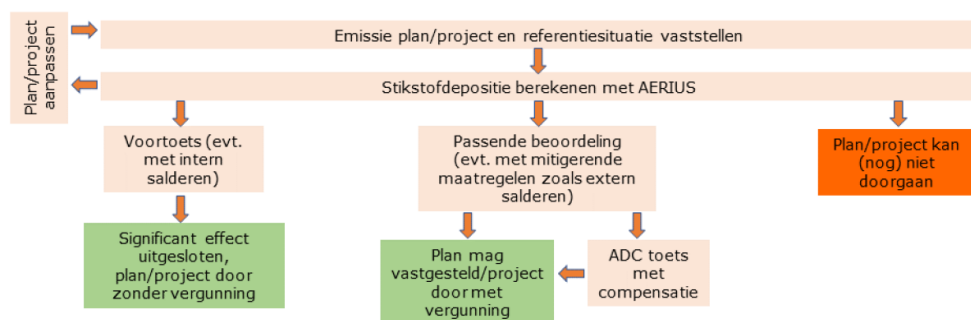 Plan/project
aanpassen
Emissie plan/project en referentiesituatie vaststellen
Stikstofdepositie berekenen met AERIUS
Voortoets (evt.
met intern
salderen)
Passende beoordeling
(evt. met mitigerende
maatregelen zoals extern
salderen)
Plan/project kan
(nog) niet
doorgaan
Significant effect
uitgesloten,
plan/project door
zonder vergunning
Plan mag
vastgesteld/project
door met
vergunning
ADC toets
met
compensatie